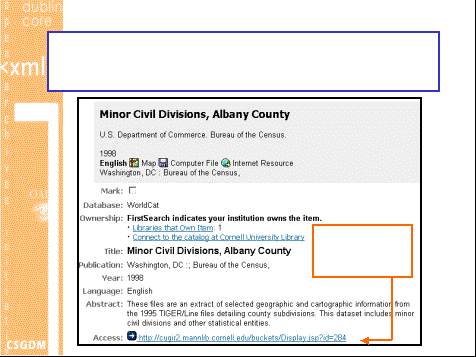 dublin
core
<xml
Minor Civil Divisions, Albany County
U.S. Department of Commerce. Bureau of the Census.
1998
English Map Computer File Internet Resource
Washington, DC : Bureau of the Census,
Mark:
Database: WorldCat
Ownership: FirstSearch indicates your institution owns the item.
• Libraries that Own Item: 1
• Connect to the catalog at Cornell University Library
Title: Minor Civil Divisions, Albany County
Publication: Washington, DC :; Bureau of the Census,
Year: 1998
Language: English
Abstract: These files are an extract of selected geographic and cartographic information from
the 1995 TIGER/Line files detailing county subdivisions. This dataset includes minor
civil divisions and other statistical entities.
Access: http://cugir2.mannlib.cornell.edu/buckets/Display.jsp?id=284
CSGDM